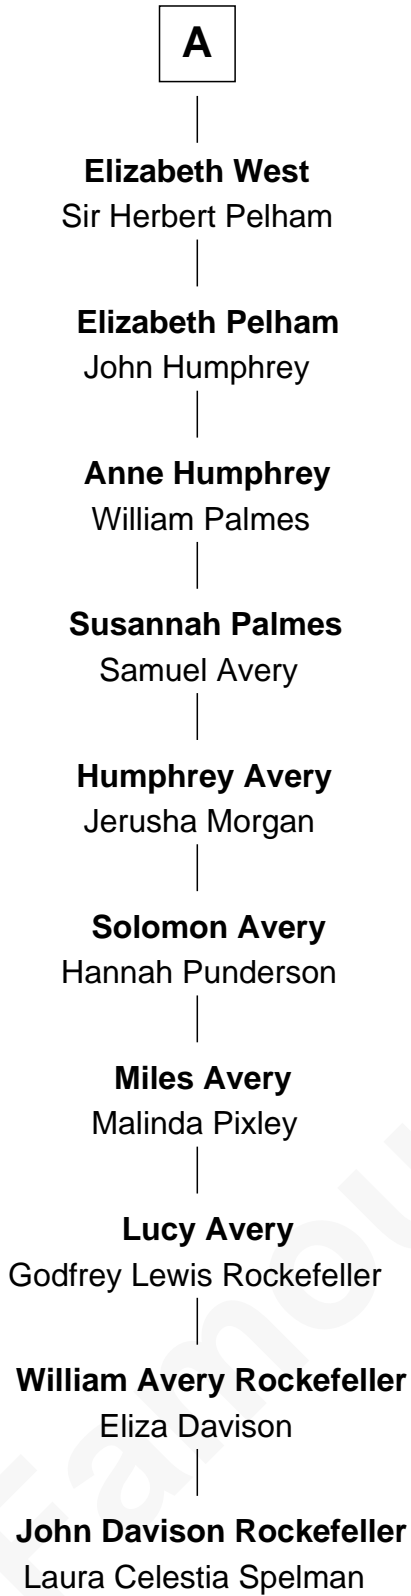 A
Elizabeth West
Sir Herbert Pelham
Elizabeth Pelham
John Humphrey
Anne Humphrey
William Palmes
Susannah Palmes
Samuel Avery
Humphrey Avery
Jerusha Morgan
Solomon Avery
Hannah Punderson
Miles Avery
Malinda Pixley
Lucy Avery
Godfrey Lewis Rockefeller
William Avery Rockefeller
Eliza Davison
John Davison Rockefeller
Laura Celestia Spelman
Famou